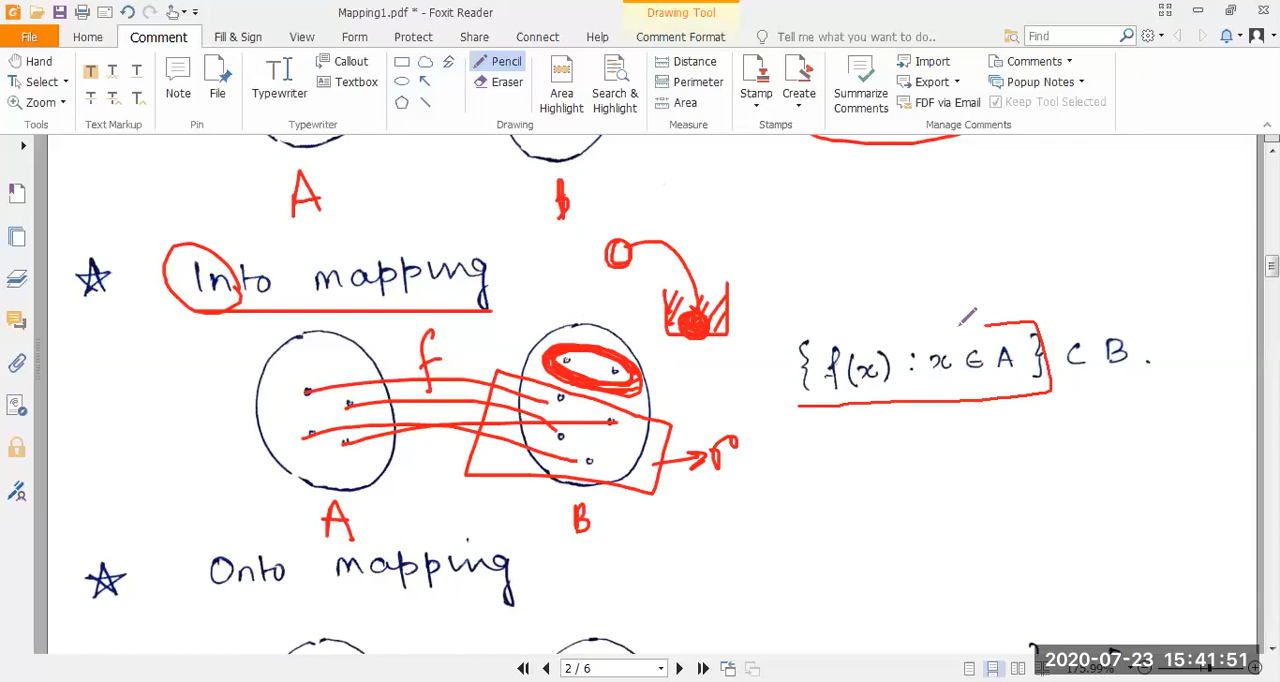 Mapping1.pdf * - Foxit Reader
Drawing Tool
File Home Comment Fill & Sign View Form Protect Share Connect Help Comment Format Tell me what you want to do.. Find
Hand Select Zoom
Tools
T T T T T T
Text Markup
Note File
Pin
Typewriter Callout Textbox
Typewriter
Pencil Eraser
Drawing
Area Highlight Search & Highlight
Distance Perimeter Area
Measure
Stamp Create
Stamps
Summarize Comments Import Export FDF via Email Comments Popup Notes Keep Tool Selected
Manage Comments
A
Into mapping
f
{ f(x) : x ∈ A } ⊂ B .
A B
Onto mapping
2 / 6
2020-07-23 15:41:51